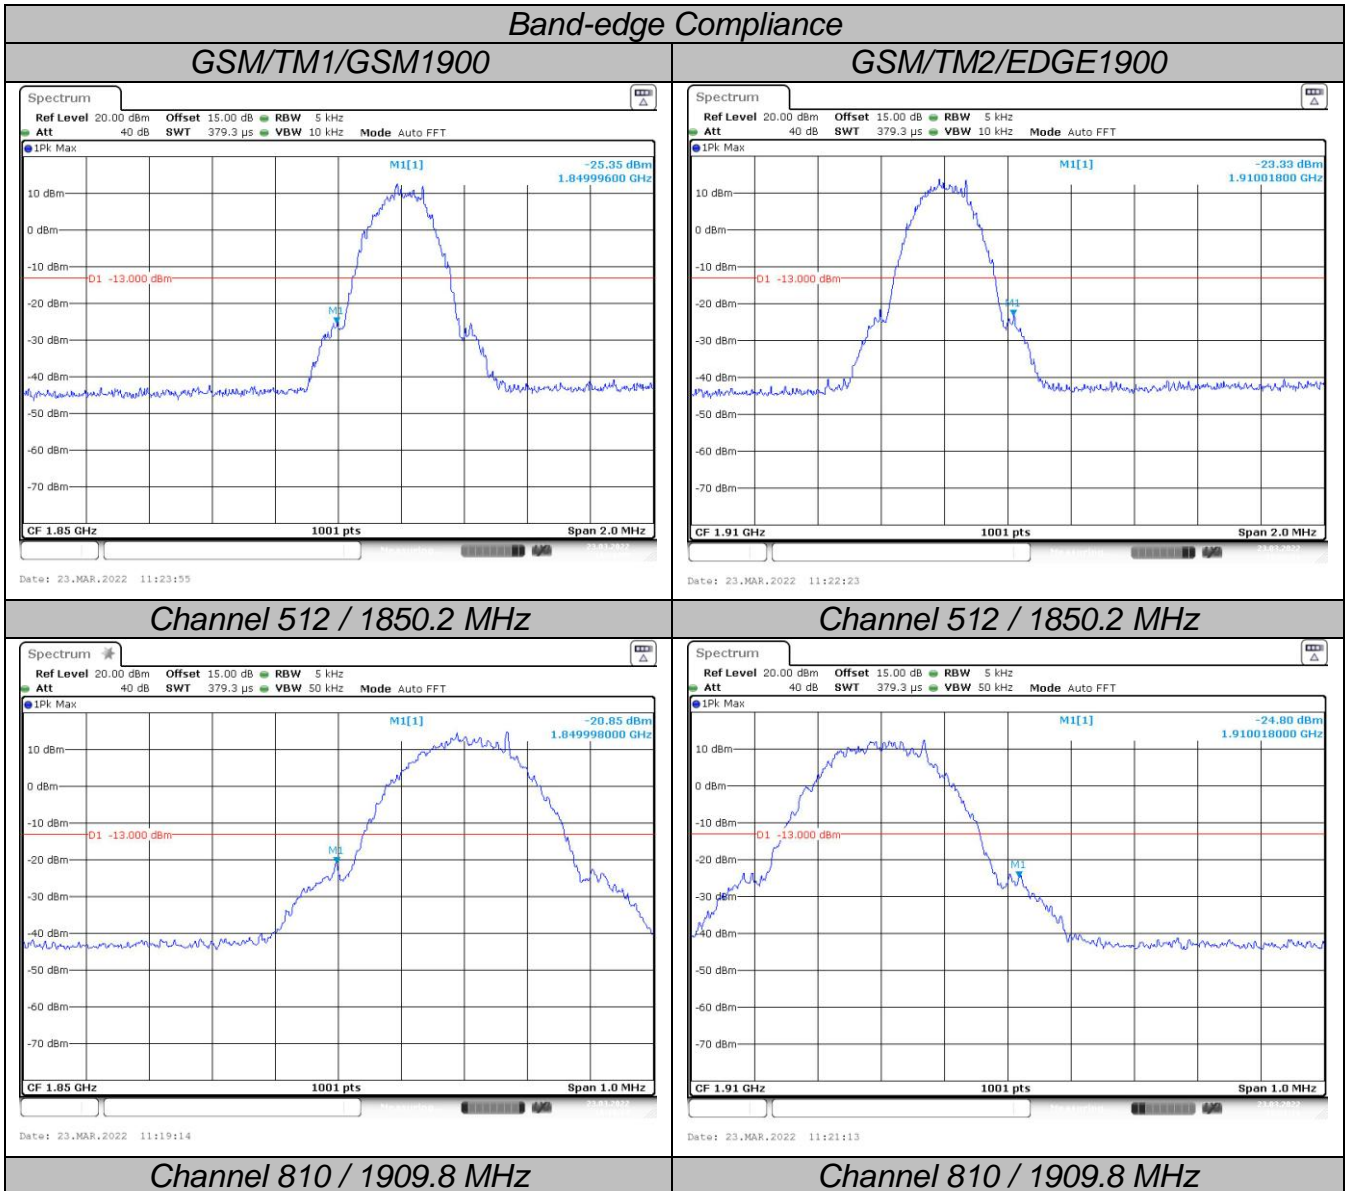 Band-edge Compliance
GSM/TM1/GSM1900
GSM/TM2/EDGE1900
Spectrum
Ref Level 20.00 dBm Offset 15.00 dB RBW 5 kHz
Att 40 dB SWT 379.3 µs VBW 10 kHz Mode Auto FFT
1Pk Max
M1[1] -25.35 dBm
1.84999600 GHz
10 dBm
0 dBm
-10 dBm
D1 -13.000 dBm
-20 dBm
M1
-30 dBm
-40 dBm
-50 dBm
-60 dBm
-70 dBm
CF 1.85 GHz 1001 pts Span 2.0 MHz
23.03.2022
Date: 23.MAR.2022 11:23:55
Spectrum
Ref Level 20.00 dBm Offset 15.00 dB RBW 5 kHz
Att 40 dB SWT 379.3 µs VBW 10 kHz Mode Auto FFT
1Pk Max
M1[1] -23.33 dBm
1.91001800 GHz
10 dBm
0 dBm
-10 dBm
D1 -13.000 dBm
-20 dBm
M1
-30 dBm
-40 dBm
-50 dBm
-60 dBm
-70 dBm
CF 1.91 GHz 1001 pts Span 2.0 MHz
23.03.2022
Date: 23.MAR.2022 11:22:23
Channel 512 / 1850.2 MHz
Channel 512 / 1850.2 MHz
Spectrum
Ref Level 20.00 dBm Offset 15.00 dB RBW 5 kHz
Att 40 dB SWT 379.3 µs VBW 50 kHz Mode Auto FFT
1Pk Max
M1[1] -20.85 dBm
1.849998000 GHz
10 dBm
0 dBm
-10 dBm
D1 -13.000 dBm
-20 dBm
M1
-30 dBm
-40 dBm
-50 dBm
-60 dBm
-70 dBm
CF 1.85 GHz 1001 pts Span 1.0 MHz
Date: 23.MAR.2022 11:19:14
Spectrum
Ref Level 20.00 dBm Offset 15.00 dB RBW 5 kHz
Att 40 dB SWT 379.3 µs VBW 50 kHz Mode Auto FFT
1Pk Max
M1[1] -24.80 dBm
1.910018000 GHz
10 dBm
0 dBm
-10 dBm
D1 -13.000 dBm
-20 dBm
M1
-30 dBm
-40 dBm
-50 dBm
-60 dBm
-70 dBm
CF 1.91 GHz 1001 pts Span 1.0 MHz
Date: 23.MAR.2022 11:21:13
Channel 810 / 1909.8 MHz
Channel 810 / 1909.8 MHz